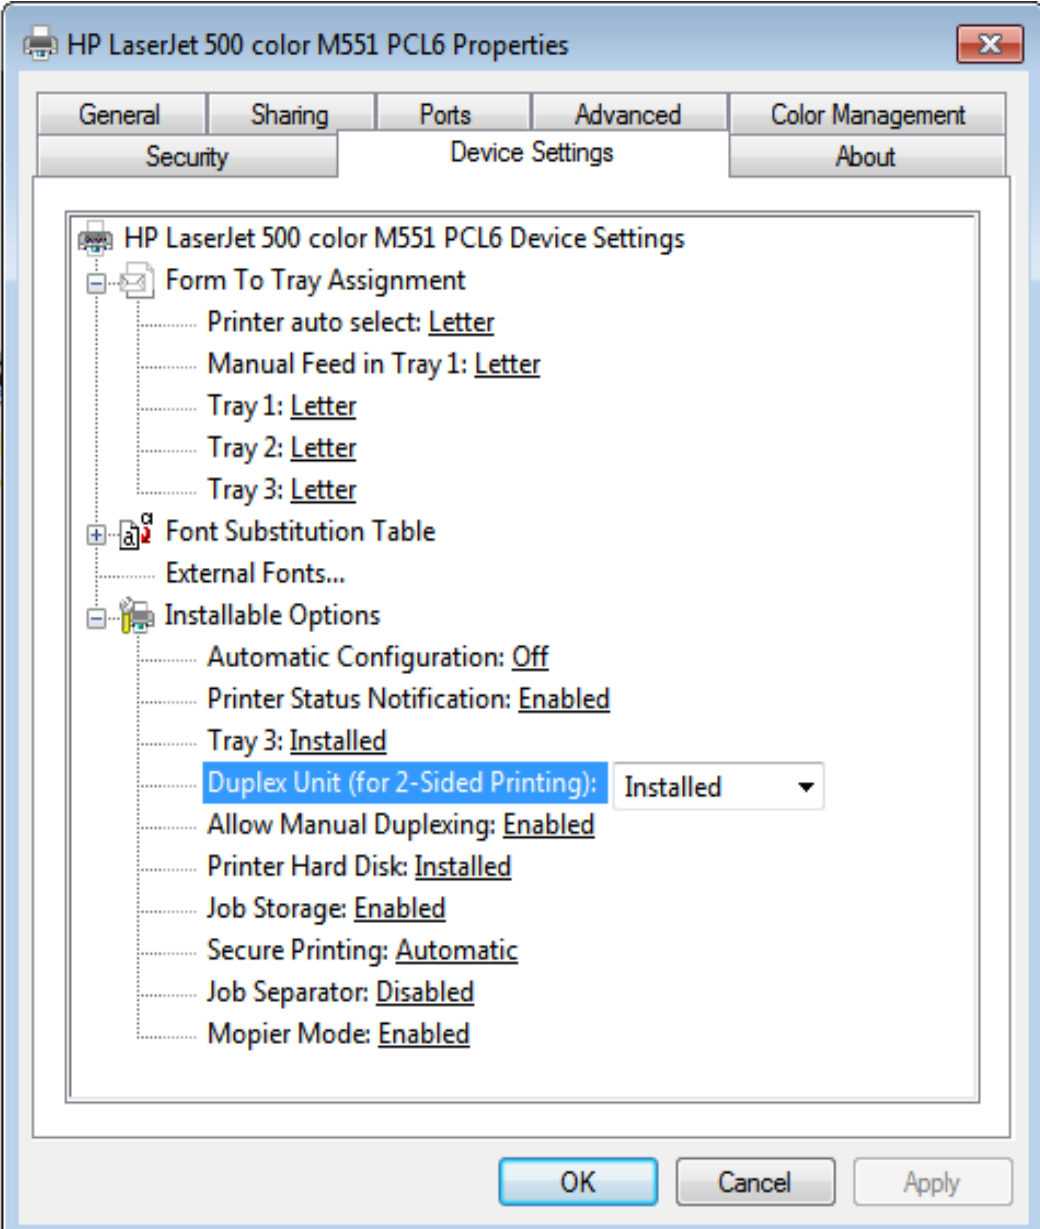 HP LaserJet 500 color M551 PCL6 Properties
General Sharing Ports Advanced Color Management
Security Device Settings About
HP LaserJet 500 color M551 PCL6 Device Settings
Form To Tray Assignment
Printer auto select: Letter
Manual Feed in Tray 1: Letter
Tray 1: Letter
Tray 2: Letter
Tray 3: Letter
Font Substitution Table
External Fonts...
Installable Options
Automatic Configuration: Off
Printer Status Notification: Enabled
Tray 3: Installed
Duplex Unit (for 2-Sided Printing): Installed
Allow Manual Duplexing: Enabled
Printer Hard Disk: Installed
Job Storage: Enabled
Secure Printing: Automatic
Job Separator: Disabled
Mopier Mode: Enabled
OK Cancel Apply